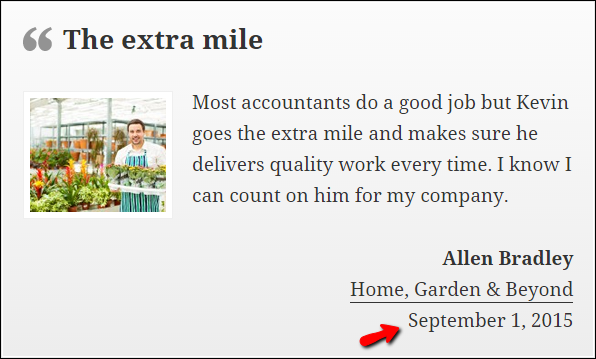 The extra mile
Most accountants do a good job but Kevin
goes the extra mile and makes sure he
delivers quality work every time. I know I
can count on him for my company.
Allen Bradley
Home, Garden & Beyond
September 1, 2015